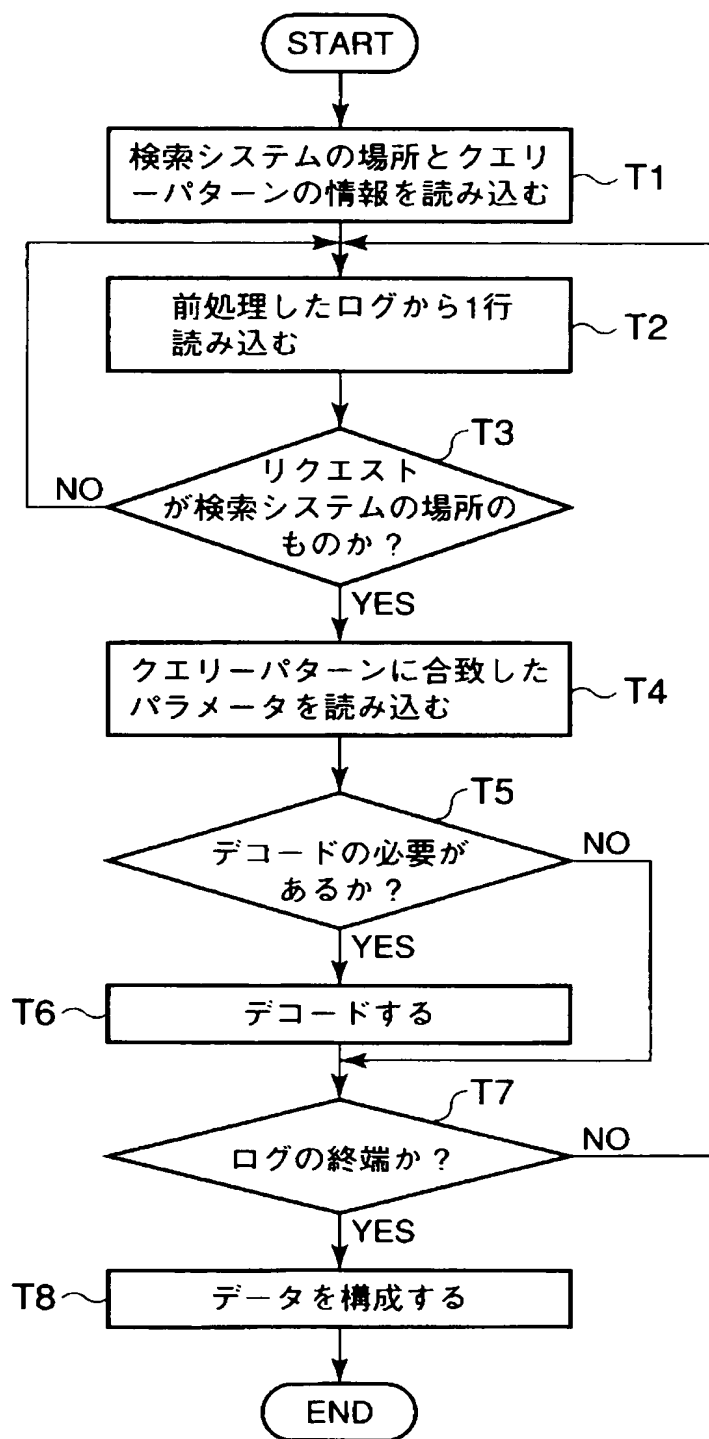 START
検索システムの場所とクエリ
ーパターンの情報を読み込む
T1
前処理したログから1行
読み込む
T2
T3
リクエスト
が検索システムの場所の
ものか?
NO
YES
クエリーパターンに合致した
パラメータを読み込む
T4
T5
デコードの必要が
あるか?
NO
YES
T6
デコードする
T7
ログの終端か?
NO
YES
T8
データを構成する
END